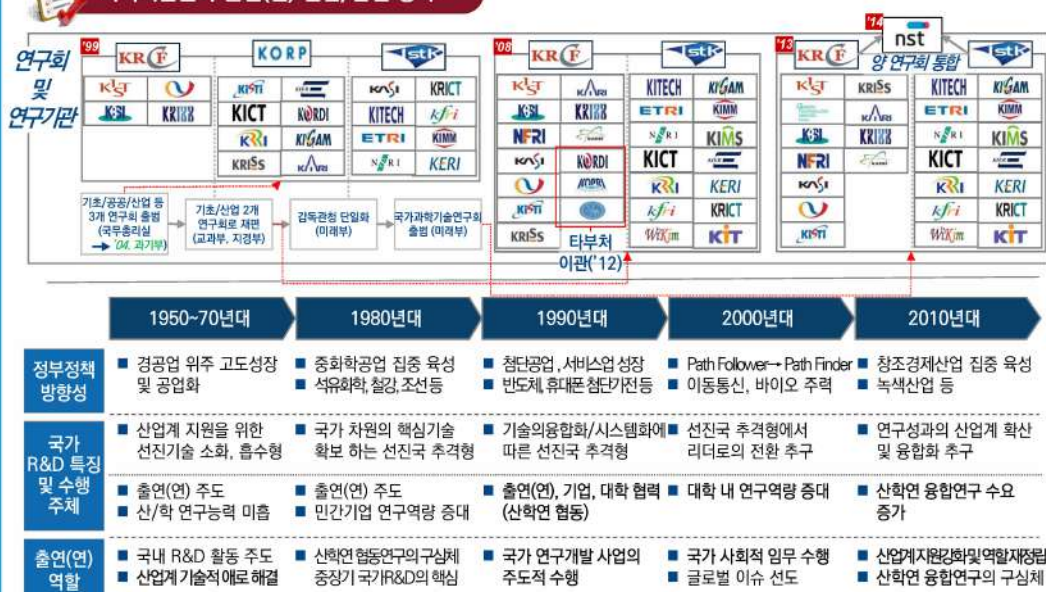 연구회
및
연구기관
'99
KRCF
KORP
istk
KIST
KISTI
KASI
KRICT
KBSI
KICT
KORDI
KITECH
kfri
KRRI
KIGAM
ETRI
KIMM
KRISS
KARI
NSRI
KERI
기초/공공/산업 등
3개 연구회 출범
(국무총리실
→ '04. 과기부)
기초/산업 2개
연구회로 재편
(교과부, 지경부)
감독관청 단일화
(미래부)
국가과학기술연구회
출범 (미래부)
'08
KRCF
istk
KIST
KARI
KITECH
KIGAM
KBSI
ETRI
KIMM
NFRI
NSRI
KIMS
KASI
KORDI
KICT
KOPRI
KRRI
KERI
KISTI
kfri
KRICT
KRISS
WiKim
KIT
타부처
이관('12)
'13
KRCF
'14
nst
양 연구회 통합
istk
KIST
KRISS
KITECH
KIGAM
KARI
ETRI
KIMM
KBSI
NSRI
KIMS
NFRI
KICT
KASI
KRRI
KERI
kfri
KRICT
KISTI
WiKim
KIT
1950~70년대
1980년대
1990년대
2000년대
2010년대
정부정책
방향성
■ 경공업 위주 고도성장
및 공업화
■ 중화학공업 집중 육성
■ 석유화학, 철강, 조선 등
■ 첨단공업, 서비스업 성장
■ 반도체, 휴대폰 첨단가전 등
■ Path Follower→ Path Finder
■ 이동통신, 바이오 주력
■ 창조경제산업 집중 육성
■ 녹색산업 등
국가
R&D 특징
및 수행
주체
■ 산업계 지원을 위한
선진기술 소화, 흡수형
■ 국가 차원의 핵심기술
확보 하는 선진국 추격형
■ 기술의융합화/시스템화에
따른 선진국 추격형
■ 선진국 추격형에서
리더로의 전환 추구
■ 연구성과의 산업계 확산
및 융합화 추구
■ 출연(연) 주도
■ 산/학 연구능력 미흡
■ 출연(연) 주도
■ 민간기업 연구역량 증대
■ 출연(연), 기업, 대학 협력
(산학연 협동)
■ 대학 내 연구역량 증대
■ 산학연 융합연구 수요
증가
출연(연)
역할
■ 국내 R&D 활동 주도
■ 산업계 기술적 애로 해결
■ 산학연 협동연구의 구심체
중장기 국가R&D의 핵심
■ 국가 연구개발 사업의
주도적 수행
■ 국가 사회적 임무 수행
■ 글로벌 이슈 선도
■ 산업계지원강화 및 역할재정립
■ 산학연 융합연구의 구심체